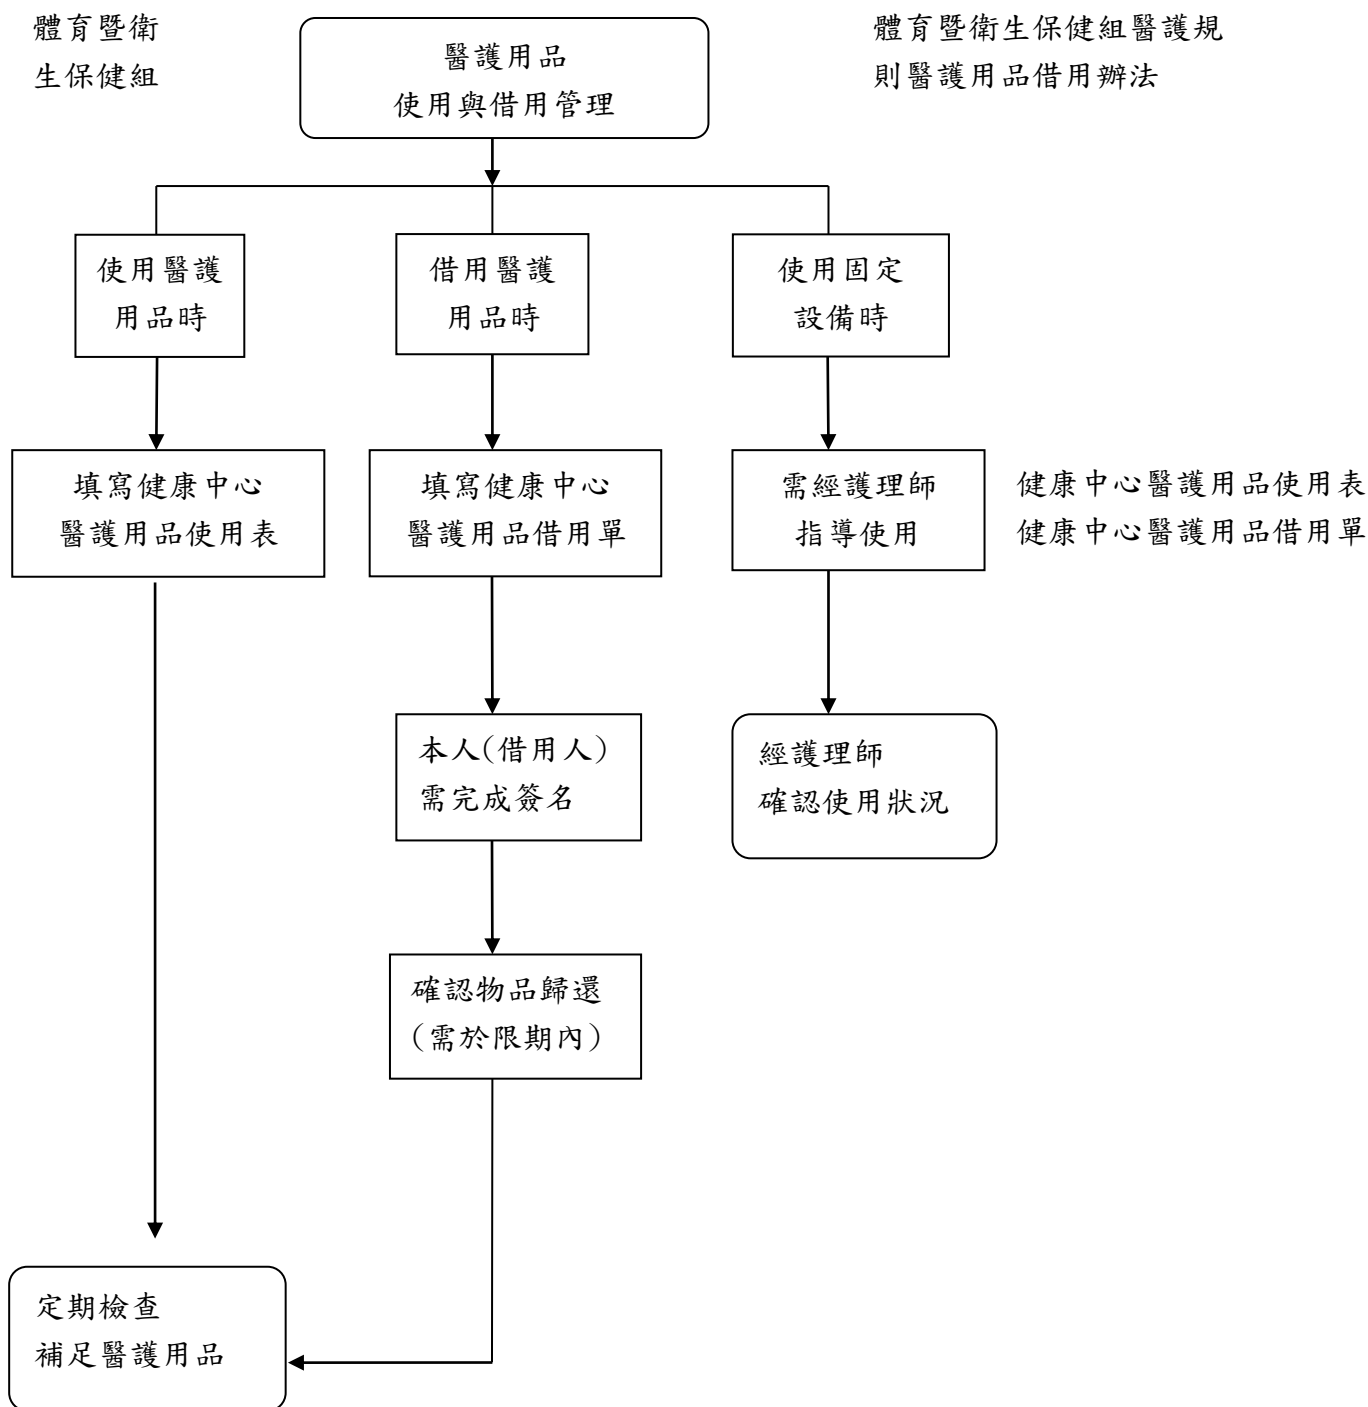 體育暨衛
生保健組
醫護用品
使用與借用管理
體育暨衛生保健組醫護規
則醫護用品借用辦法
使用醫護
用品時
借用醫護
用品時
使用固定
設備時
填寫健康中心
醫護用品使用表
填寫健康中心
醫護用品借用單
需經護理師
指導使用
健康中心醫護用品使用表
健康中心醫護用品借用單
本人(借用人)
需完成簽名
經護理師
確認使用狀況
確認物品歸還
(需於限期內)
定期檢查
補足醫護用品